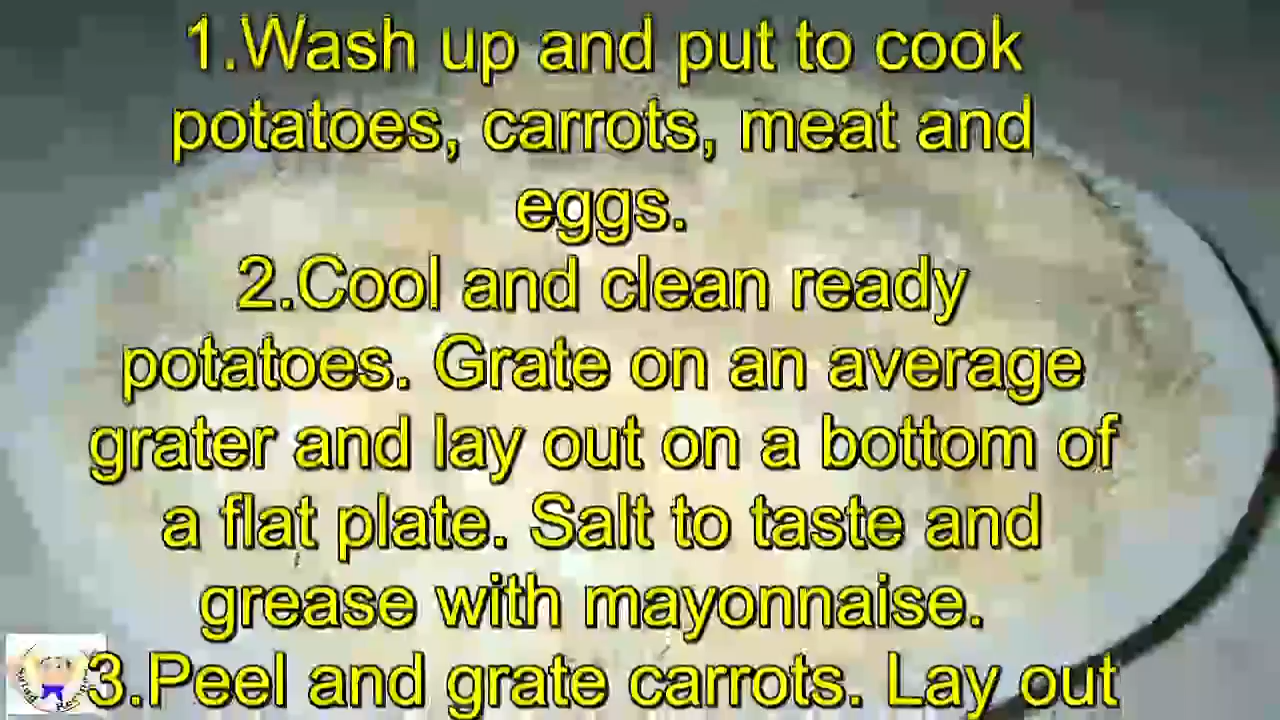 1.Wash up and put to cook
potatoes, carrots, meat and
eggs.
2.Cool and clean ready
potatoes. Grate on an average
grater and lay out on a bottom of
a flat plate. Salt to taste and
grease with mayonnaise.
3.Peel and grate carrots. Lay out